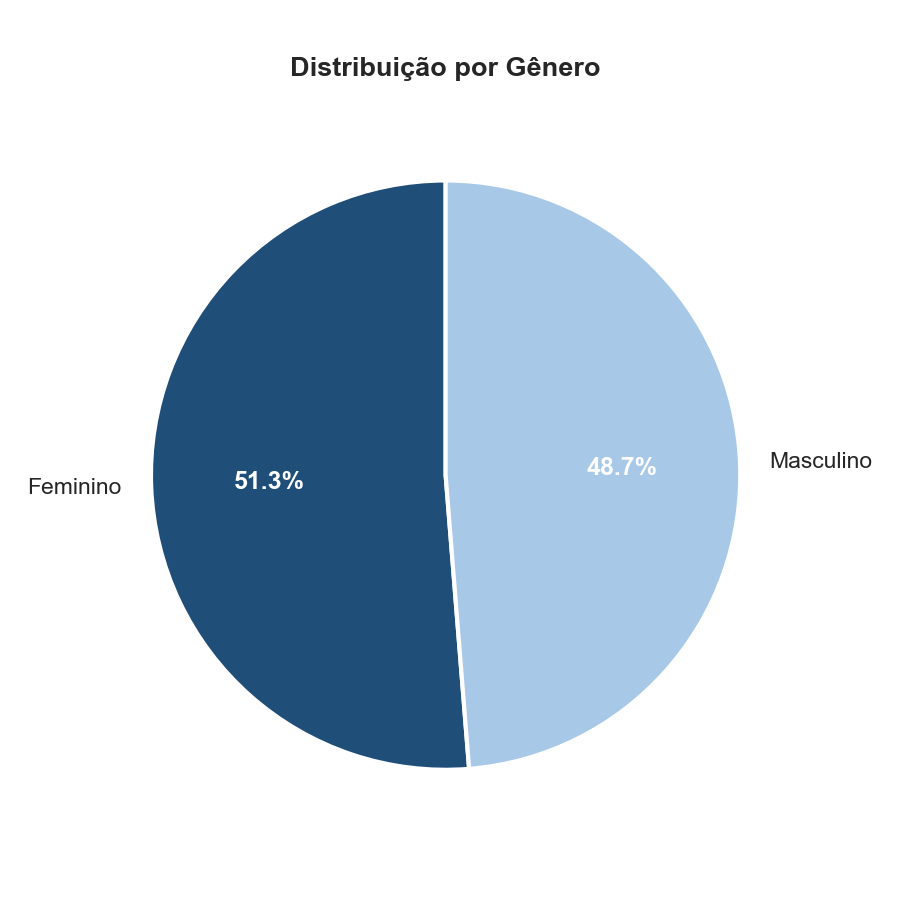 Distribuição por Gênero
48.7%
Masculino
51.3%
Feminino